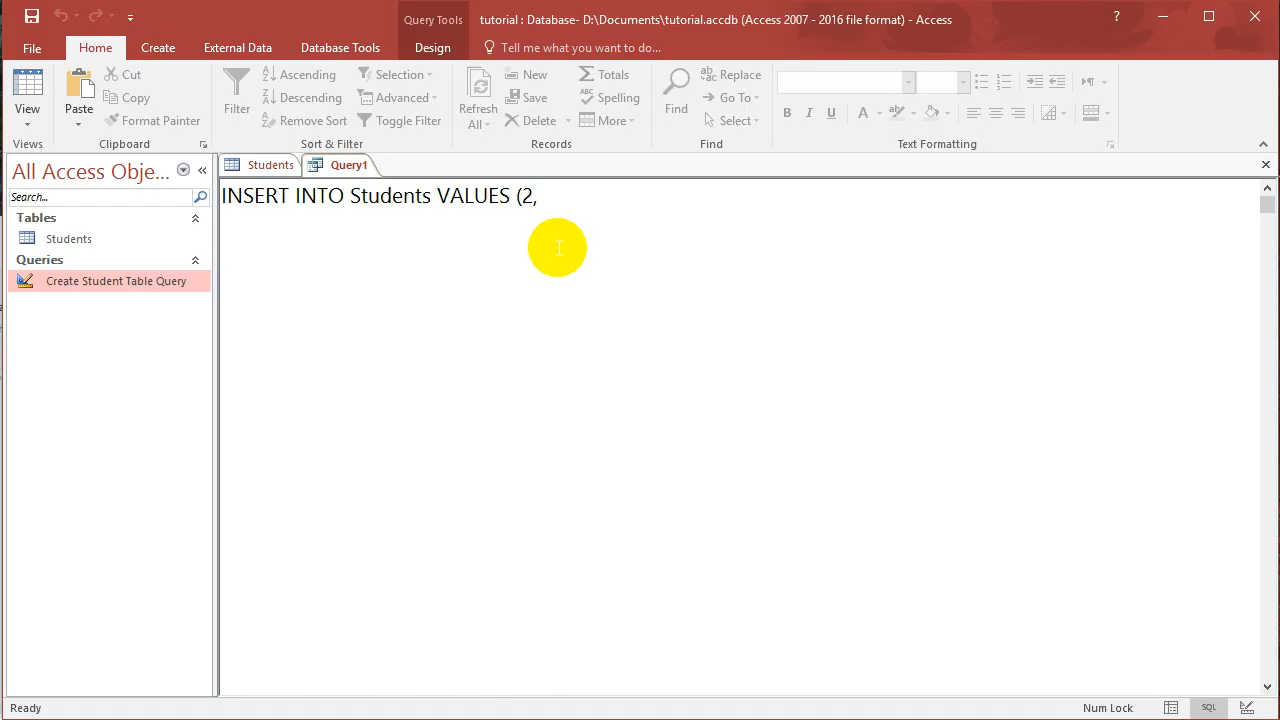 Query Tools
tutorial : Database- D:\Documents\tutorial.accdb (Access 2007 - 2016 file format) - Access
?
File
Home
Create
External Data
Database Tools
Design
Tell me what you want to do...
View
Views
Paste
Cut
Copy
Format Painter
Clipboard
Filter
Ascending
Descending
Remove Sort
Selection
Advanced
Toggle Filter
Sort & Filter
Refresh
All
New
Save
Delete
Totals
Spelling
More
Records
Find
Replace
Go To
Select
Find
B I U A
Text Formatting
All Access Obje...
Search...
Tables
Students
Queries
Create Student Table Query
Students
Query1
INSERT INTO Students VALUES (2,
Ready
Num Lock
SQL